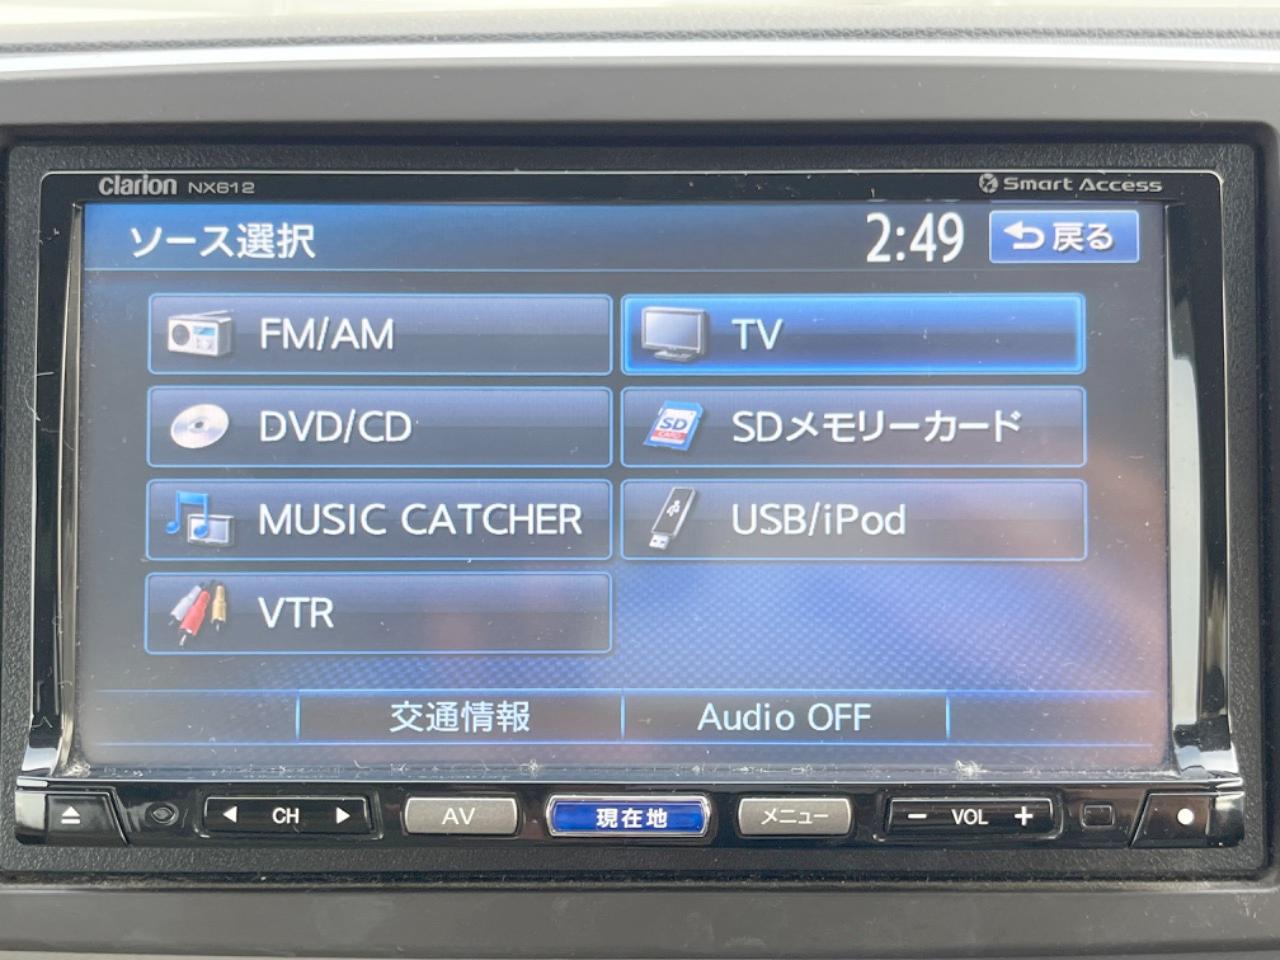 clarion NX612 Smart Access
ソース選択 2:49 戻る
FM/AM TV
DVD/CD SDメモリーカード
MUSIC CATCHER USB/iPod
VTR
交通情報 Audio OFF
CH AV 現在地 メニュー － VOL ＋